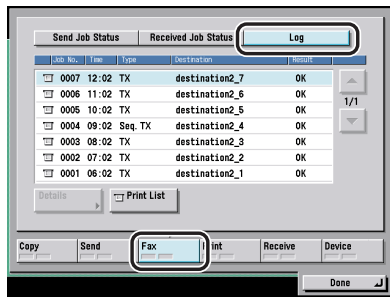 Send Job Status Received Job Status Log
Job No. Time Type Destination Result
0007 12:02 TX destination2_7 OK
0006 11:02 TX destination2_6 OK
0005 10:02 TX destination2_5 OK
0004 09:02 Seq. TX destination2_4 OK
0003 08:02 TX destination2_3 OK
0002 07:02 TX destination2_2 OK
0001 06:02 TX destination2_1 OK
1/1
Details Print List
Copy Send Fax Print Receive Device
Done